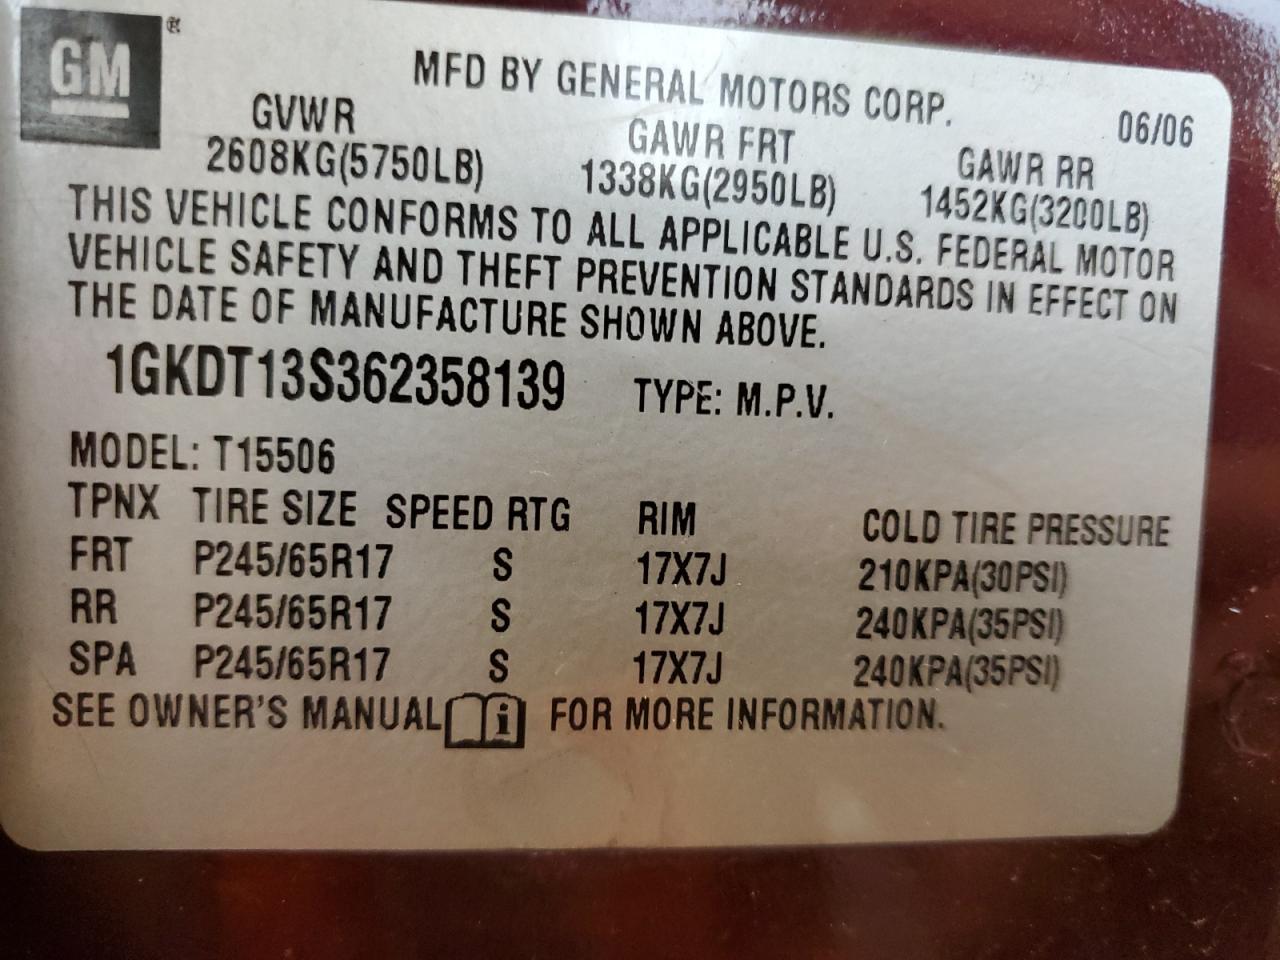 GM®
MFD BY GENERAL MOTORS CORP.
06/06
GVWR
GAWR FRT
GAWR RR
2608KG(5750LB)
1338KG(2950LB)
1452KG(3200LB)
THIS VEHICLE CONFORMS TO ALL APPLICABLE U.S. FEDERAL MOTOR
VEHICLE SAFETY AND THEFT PREVENTION STANDARDS IN EFFECT ON
THE DATE OF MANUFACTURE SHOWN ABOVE.
1GKDT13S362358139 TYPE: M.P.V.
MODEL: T15506
TPNX TIRE SIZE SPEED RTG RIM COLD TIRE PRESSURE
FRT P245/65R17 S 17X7J 210KPA(30PSI)
RR P245/65R17 S 17X7J 240KPA(35PSI)
SPA P245/65R17 S 17X7J 240KPA(35PSI)
SEE OWNER'S MANUAL i FOR MORE INFORMATION.